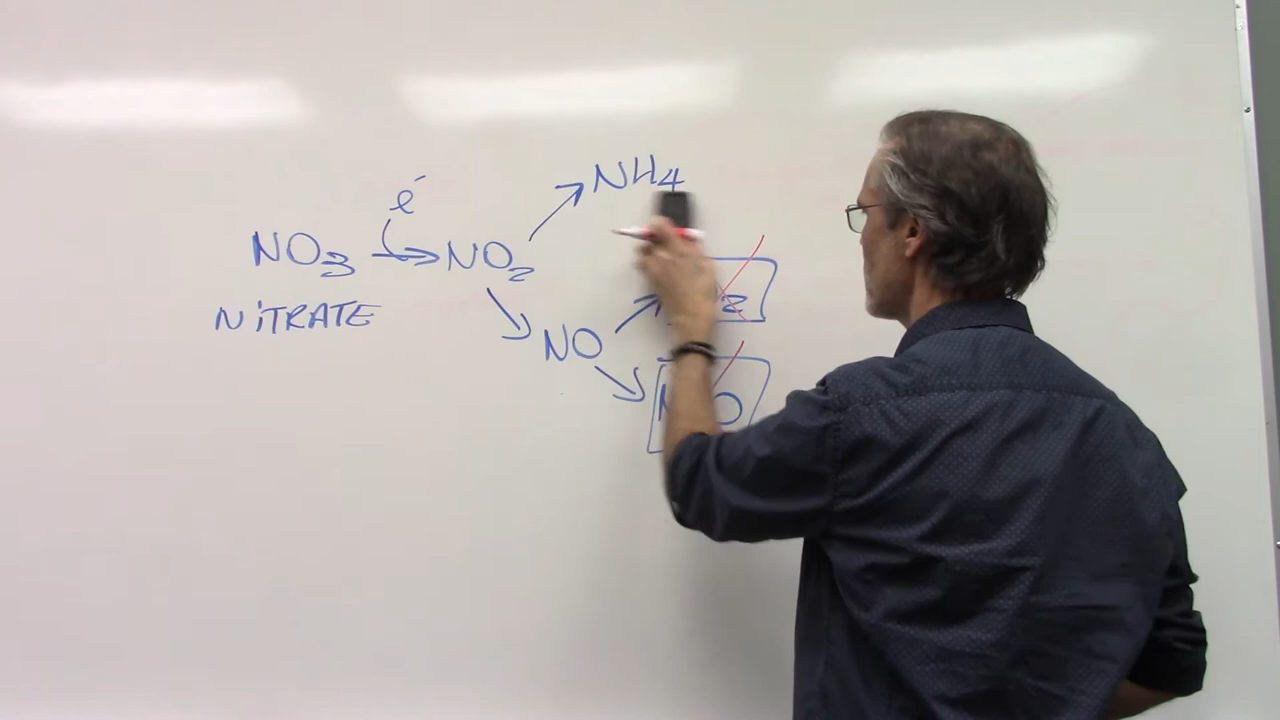 NH4
e-
NO3 → NO2
NiTRATE
NO